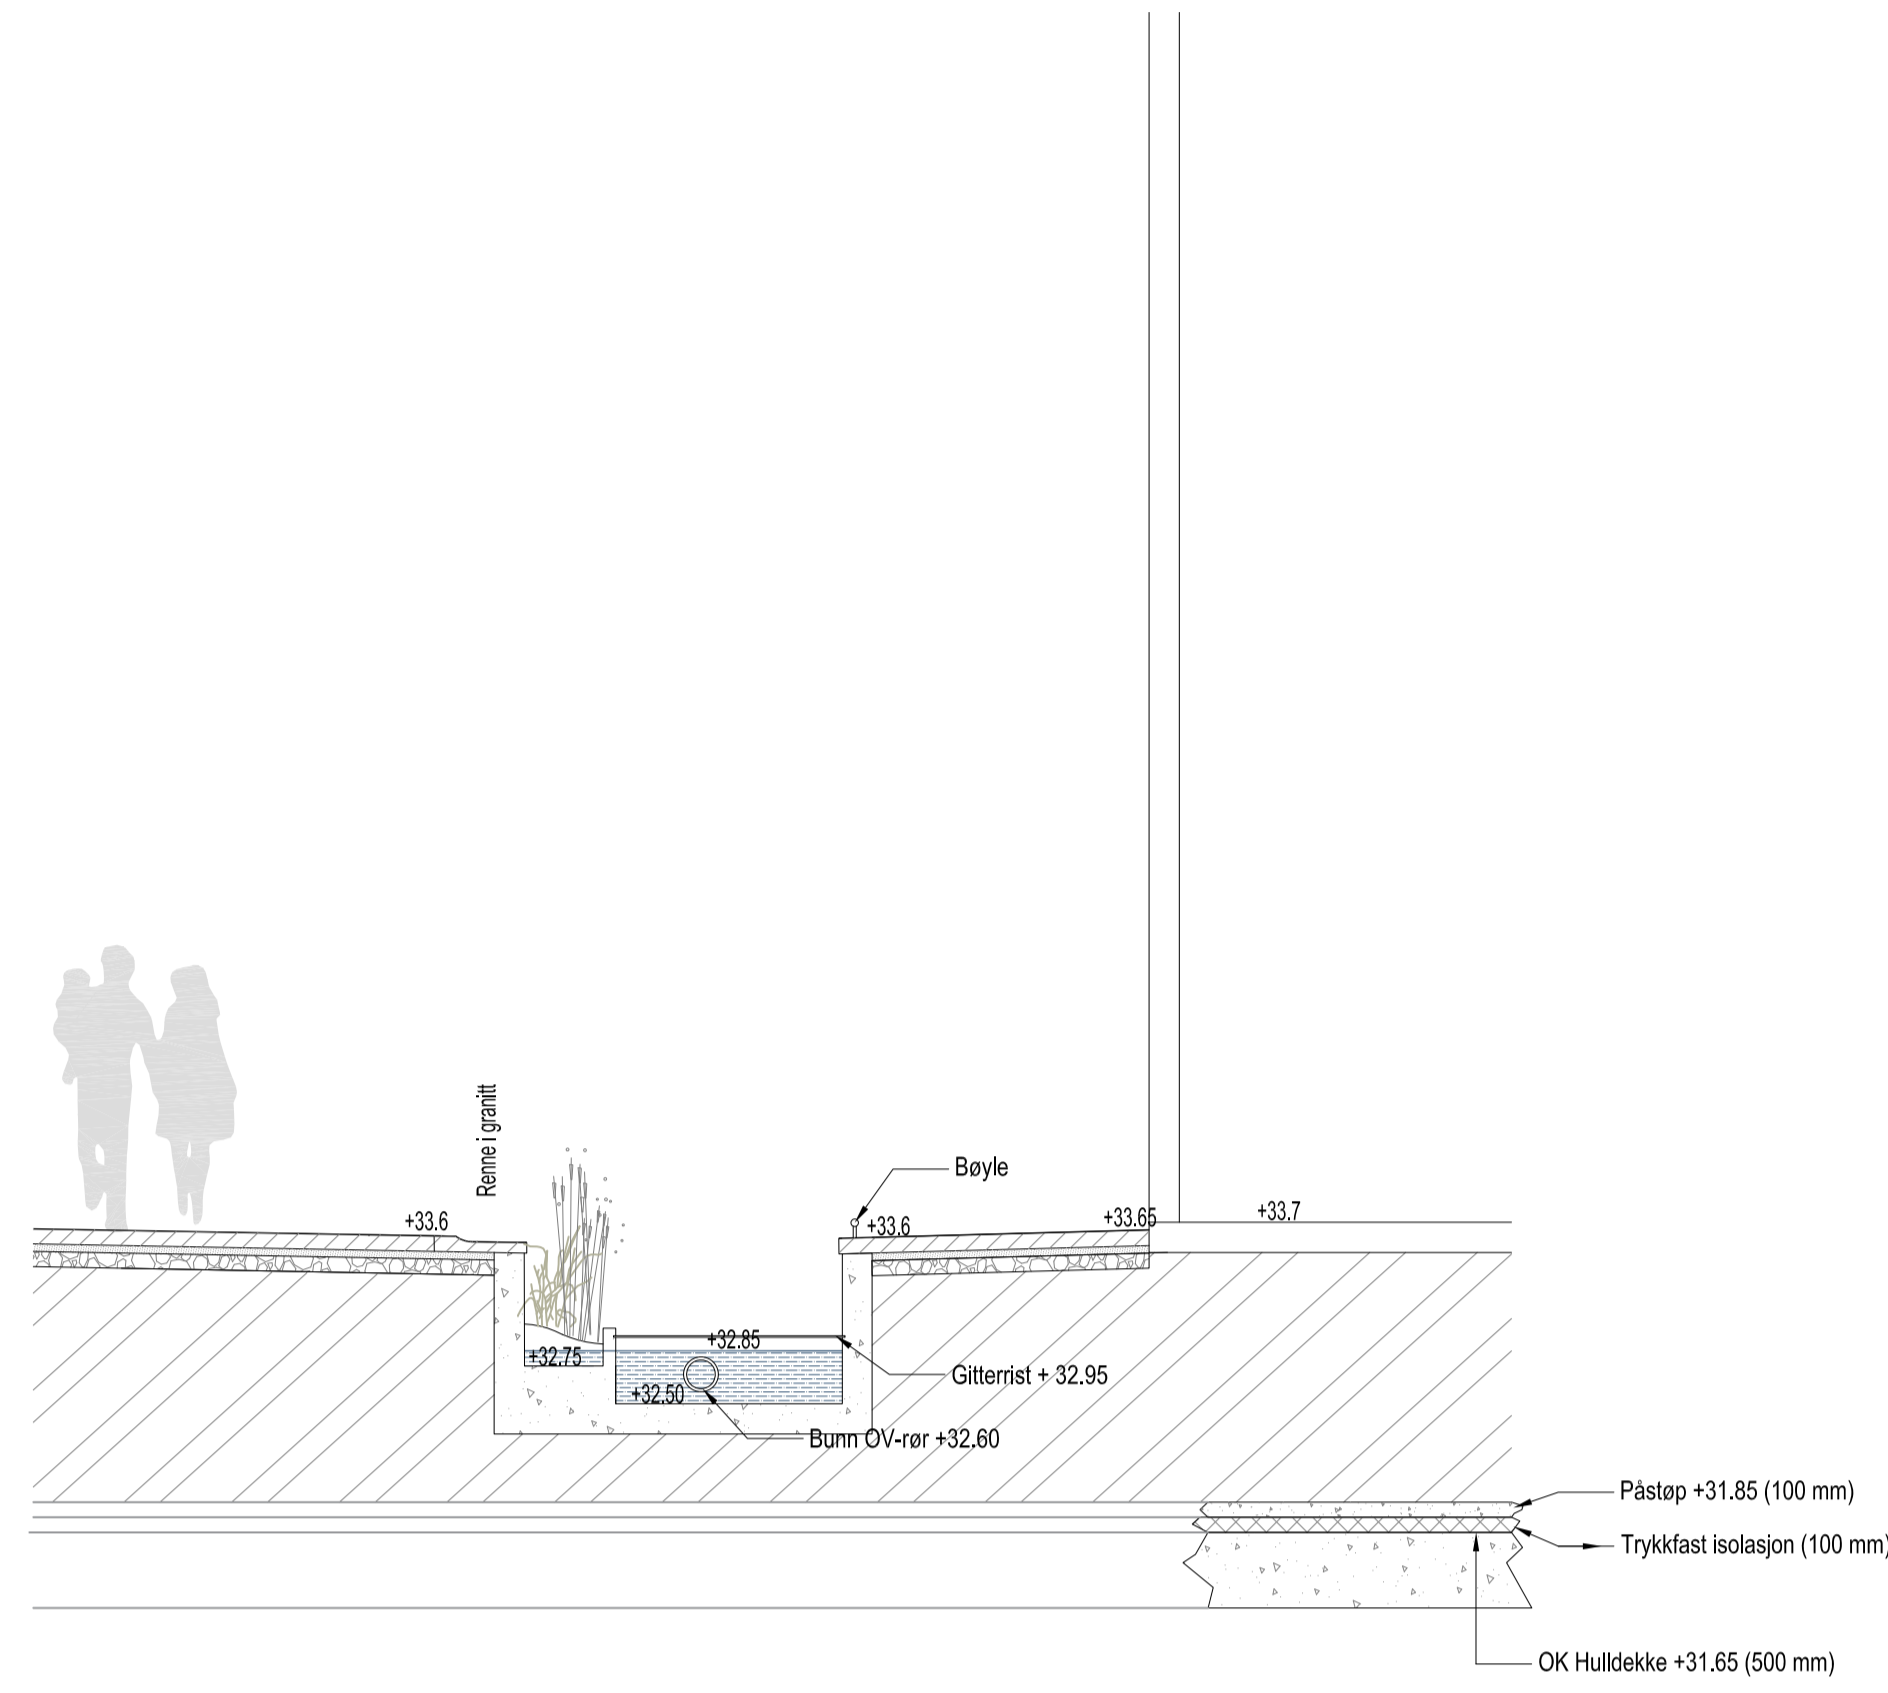 Renne i granitt
Bøyle
+33.6
+33.6
+33.65
+33.7
+32.85
+32.75
Gitterrist + 32.95
+32.50
Bunn OV-rør +32.60
Påstøp +31.85 (100 mm)
Trykkfast isolasjon (100 mm)
OK Hulldekke +31.65 (500 mm)